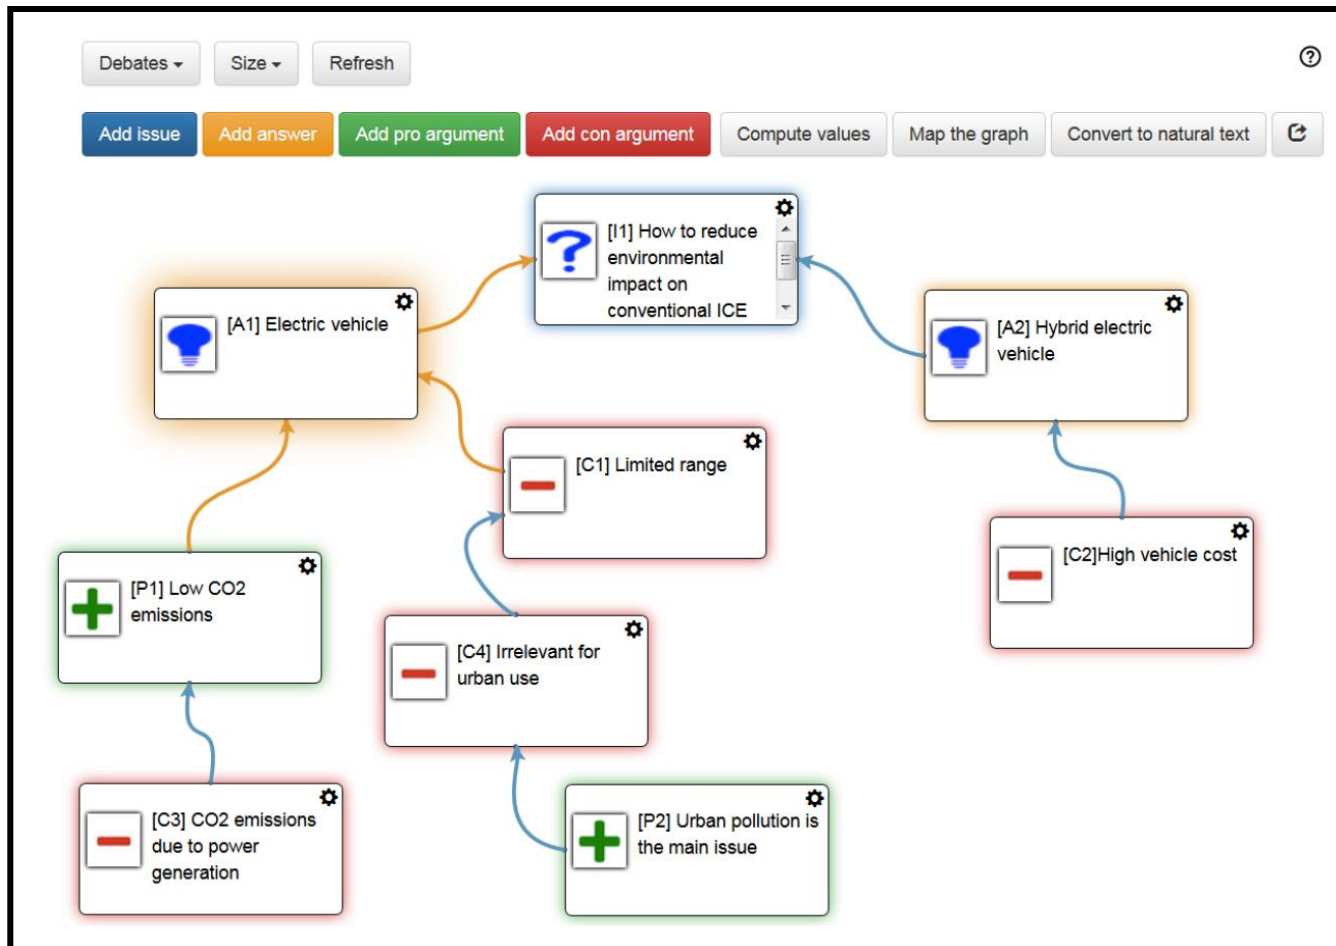 Debates
Size
Refresh
Add issue
Add answer
Add pro argument
Add con argument
Compute values
Map the graph
Convert to natural text
[I1] How to reduce
environmental
impact on
conventional ICE
[A1] Electric vehicle
[A2] Hybrid electric
vehicle
[C1] Limited range
[C2]High vehicle cost
[P1] Low CO2
emissions
[C4] Irrelevant for
urban use
[C3] CO2 emissions
due to power
generation
[P2] Urban pollution is
the main issue